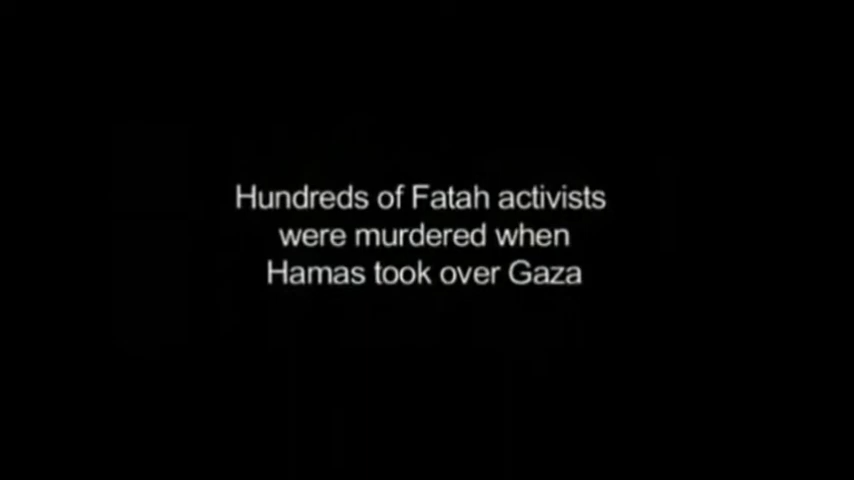 Hundreds of Fatah activists
were murdered when
Hamas took over Gaza